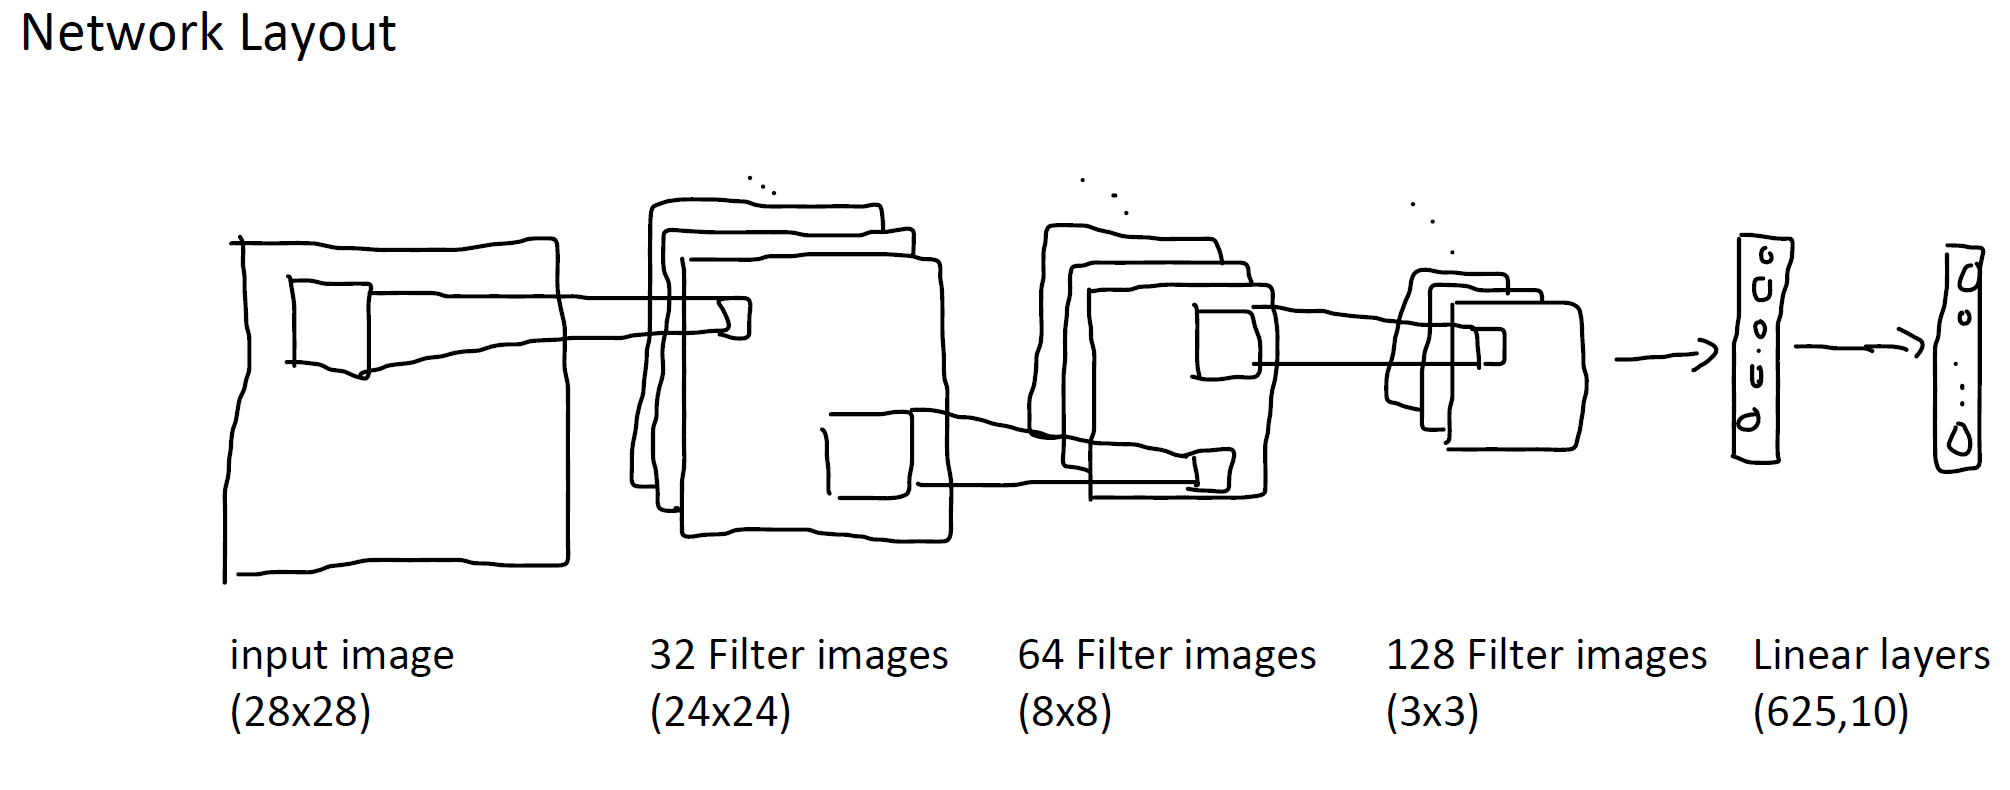 Network Layout
input image
(28x28)
32 Filter images
(24x24)
64 Filter images
(8x8)
128 Filter images
(3x3)
Linear layers
(625,10)